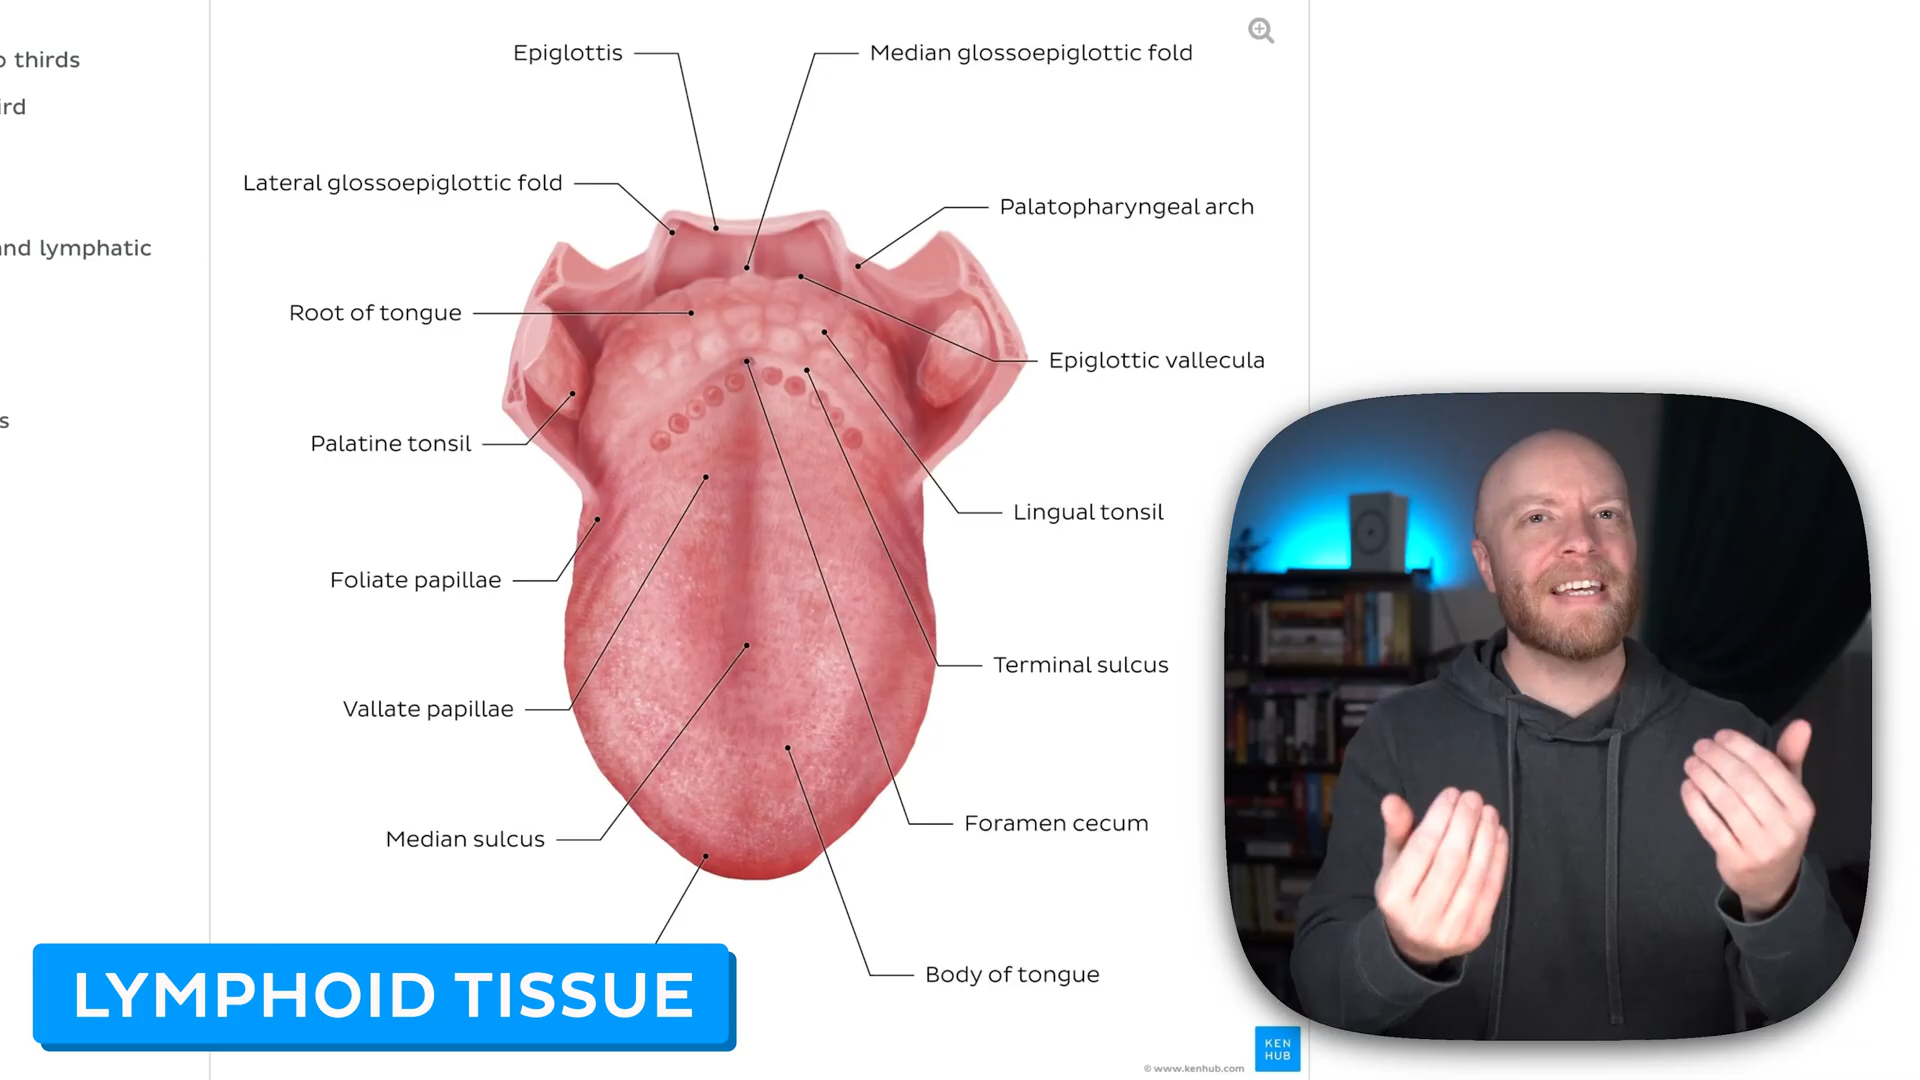 o thirds
ird
and lymphatic
s
Epiglottis
Median glossoepiglottic fold
Lateral glossoepiglottic fold
Palatopharyngeal arch
Root of tongue
Epiglottic vallecula
Palatine tonsil
Lingual tonsil
Foliate papillae
Terminal sulcus
Vallate papillae
Foramen cecum
Median sulcus
Body of tongue
LYMPHOID TISSUE
KEN
HUB
© www.kenhub.com